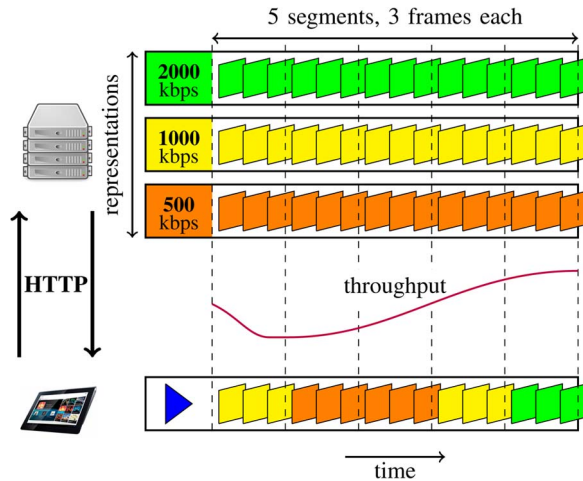 5 segments, 3 frames each
representations
2000
kbps
1000
kbps
500
kbps
HTTP
throughput
time